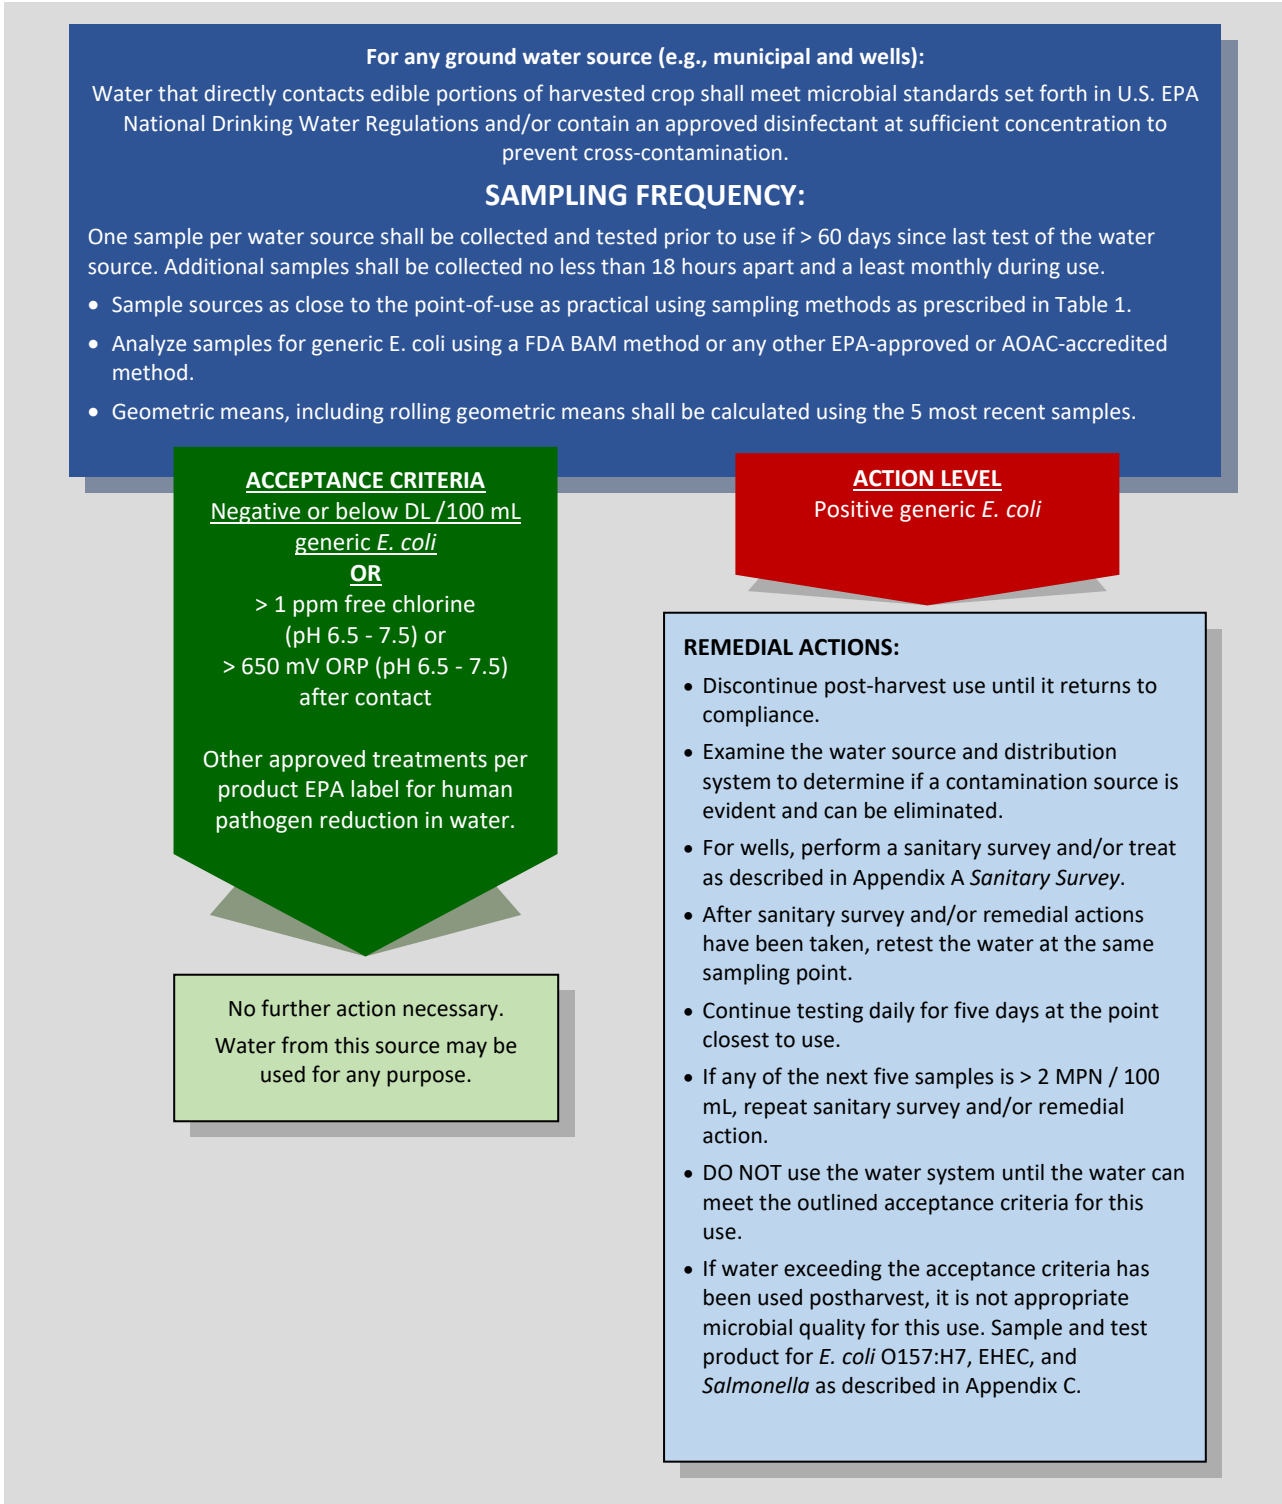 For any ground water source (e.g., municipal and wells):
Water that directly contacts edible portions of harvested crop shall meet microbial standards set forth in U.S. EPA
National Drinking Water Regulations and/or contain an approved disinfectant at sufficient concentration to
prevent cross-contamination.
SAMPLING FREQUENCY:
One sample per water source shall be collected and tested prior to use if > 60 days since last test of the water
source. Additional samples shall be collected no less than 18 hours apart and a least monthly during use.
• Sample sources as close to the point-of-use as practical using sampling methods as prescribed in Table 1.
• Analyze samples for generic E. coli using a FDA BAM method or any other EPA-approved or AOAC-accredited
method.
• Geometric means, including rolling geometric means shall be calculated using the 5 most recent samples.
ACCEPTANCE CRITERIA
Negative or below DL /100 mL
generic E. coli
OR
> 1 ppm free chlorine
(pH 6.5 - 7.5) or
> 650 mV ORP (pH 6.5 - 7.5)
after contact
Other approved treatments per
product EPA label for human
pathogen reduction in water.
No further action necessary.
Water from this source may be
used for any purpose.
ACTION LEVEL
Positive generic E. coli
REMEDIAL ACTIONS:
• Discontinue post-harvest use until it returns to
compliance.
• Examine the water source and distribution
system to determine if a contamination source is
evident and can be eliminated.
• For wells, perform a sanitary survey and/or treat
as described in Appendix A Sanitary Survey.
• After sanitary survey and/or remedial actions
have been taken, retest the water at the same
sampling point.
• Continue testing daily for five days at the point
closest to use.
• If any of the next five samples is > 2 MPN / 100
mL, repeat sanitary survey and/or remedial
action.
• DO NOT use the water system until the water can
meet the outlined acceptance criteria for this
use.
• If water exceeding the acceptance criteria has
been used postharvest, it is not appropriate
microbial quality for this use. Sample and test
product for E. coli O157:H7, EHEC, and
Salmonella as described in Appendix C.